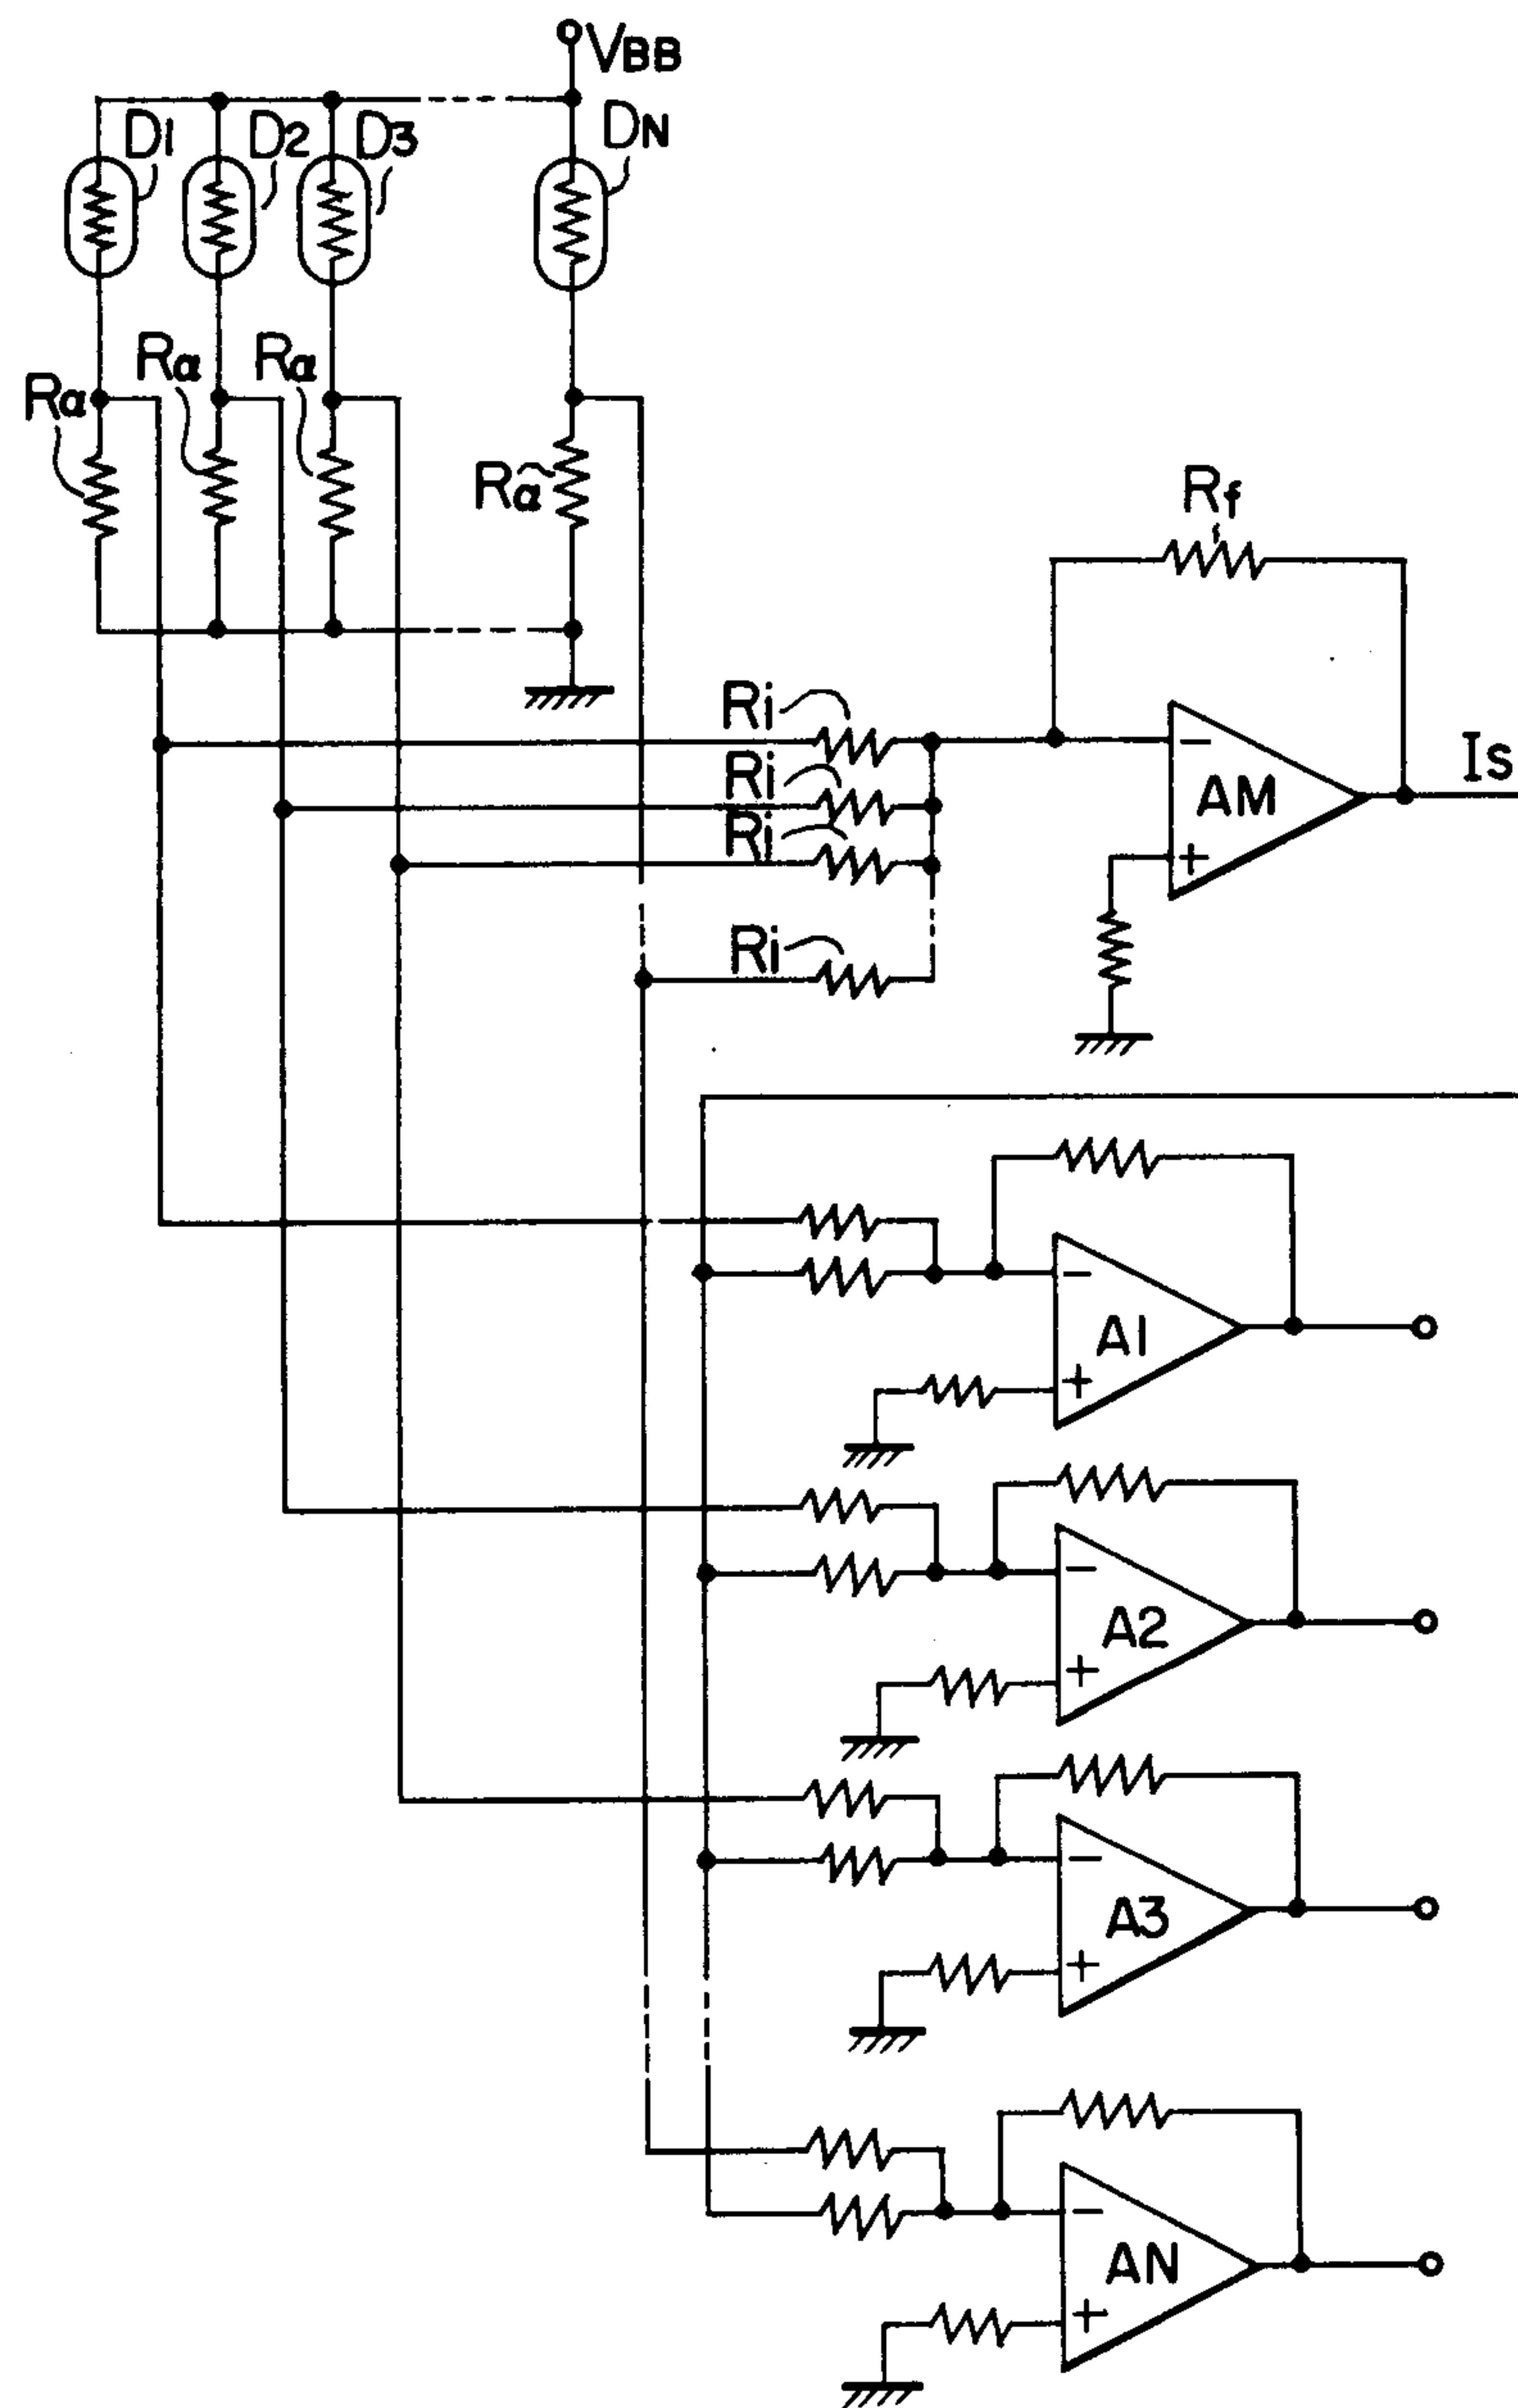 VBB
D1 D2 D3 DN
Rα Rα Rα Rα
Rf
Ri
Ri
Ri
Ri
− AM +
Is
− A1 +
− A2 +
− A3 +
− AN +